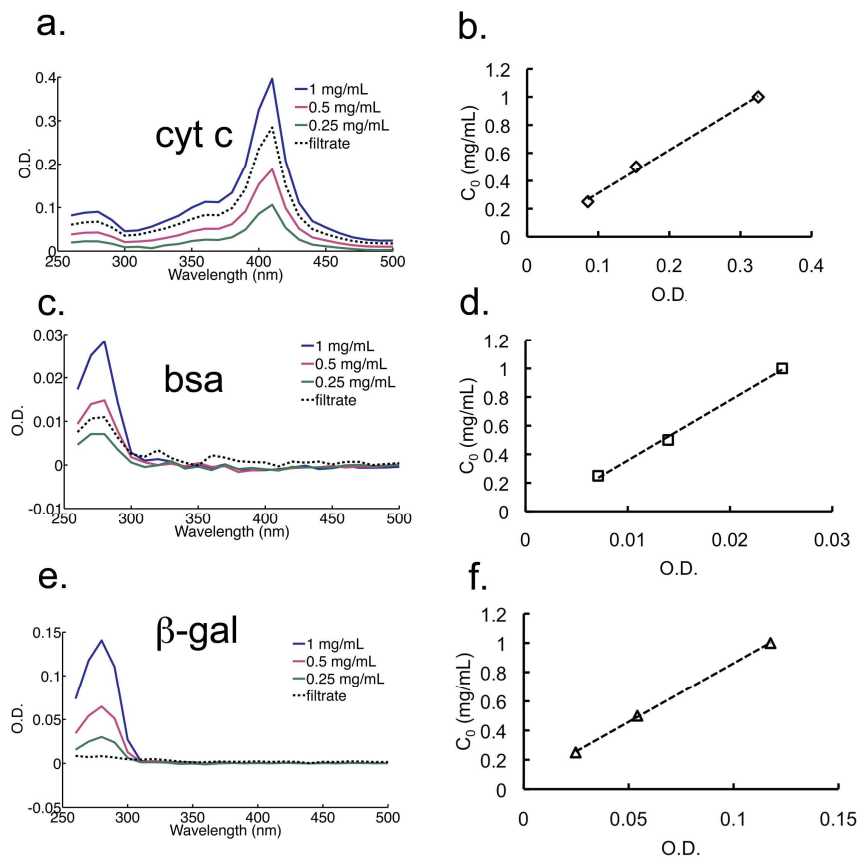 a.
0.4
0.3
0.2
0.1
0
O.D.
cyt c
1 mg/mL
0.5 mg/mL
0.25 mg/mL
filtrate
250 300 350 400 450 500
Wavelength (nm)
b.
1.2
1
0.8
0.6
0.4
0.2
0
C0 (mg/mL)
0 0.1 0.2 0.3 0.4
O.D.
c.
0.03
0.02
0.01
0
-0.01
O.D.
bsa
1 mg/mL
0.5 mg/mL
0.25 mg/mL
filtrate
260 300 350 400 450 500
Wavelength (nm)
d.
1.2
1
0.8
0.6
0.4
0.2
0
C0 (mg/mL)
0 0.01 0.02 0.03
O.D.
e.
0.15
0.10
0.05
0
-0.05
O.D.
β-gal
1 mg/mL
0.5 mg/mL
0.25 mg/mL
filtrate
250 300 350 400 450 500
Wavelength (nm)
f.
1.2
1
0.8
0.6
0.4
0.2
0
C0 (mg/mL)
0 0.05 0.1 0.15
O.D.